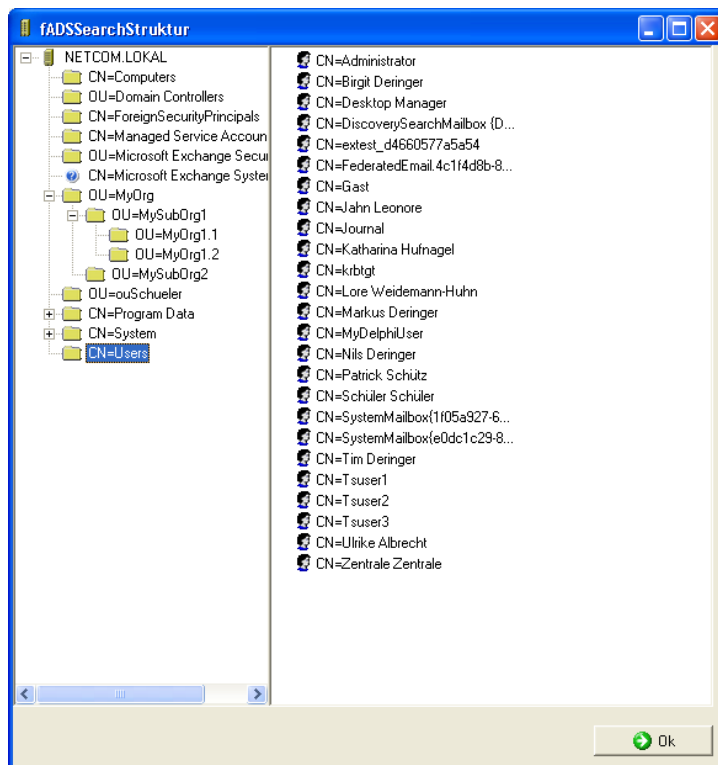 fADSSearchStruktur
NETCOM.LOKAL
CN=Computers
OU=Domain Controllers
CN=ForeignSecurityPrincipals
CN=Managed Service Accoun
OU=Microsoft Exchange Secu
CN=Microsoft Exchange Syster
OU=MyOrg
OU=MySubOrg1
OU=MyOrg1.1
OU=MyOrg1.2
OU=MySubOrg2
OU=ouSchueler
CN=Program Data
CN=System
CN=Users
CN=Administrator
CN=Birgit Deringer
CN=Desktop Manager
CN=DiscoverySearchMailbox {D...
CN=extest_d4660577a5a54
CN=FederatedEmail.4c1f4d8b-8...
CN=Gast
CN=Jahn Leonore
CN=Journal
CN=Katharina Hufnagel
CN=krbtgt
CN=Lore Weidemann-Huhn
CN=Markus Deringer
CN=MyDelphiUser
CN=Nils Deringer
CN=Patrick Schütz
CN=Schüler Schüler
CN=SystemMailbox{1f05a927-6...
CN=SystemMailbox{e0dc1c29-8...
CN=Tim Deringer
CN=Tsuser1
CN=Tsuser2
CN=Tsuser3
CN=Ulrike Albrecht
CN=Zentrale Zentrale
Ok